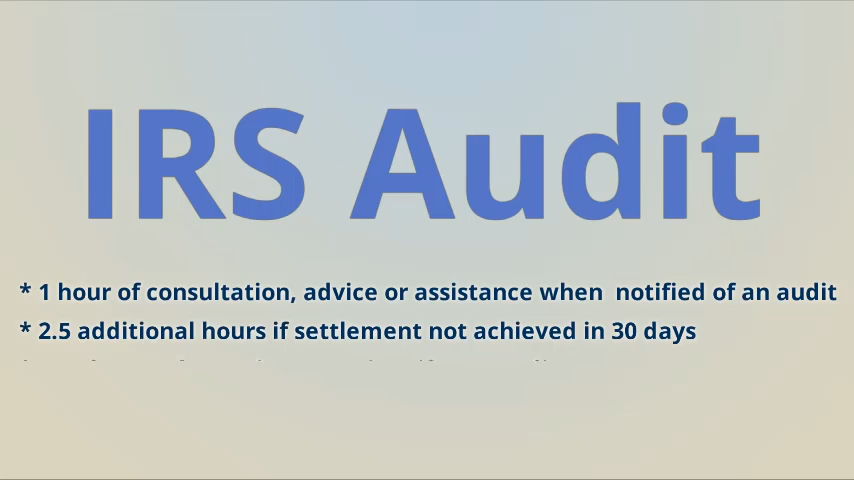 IRS Audit
* 1 hour of consultation, advice or assistance when  notified of an audit
* 2.5 additional hours if settlement not achieved in 30 days